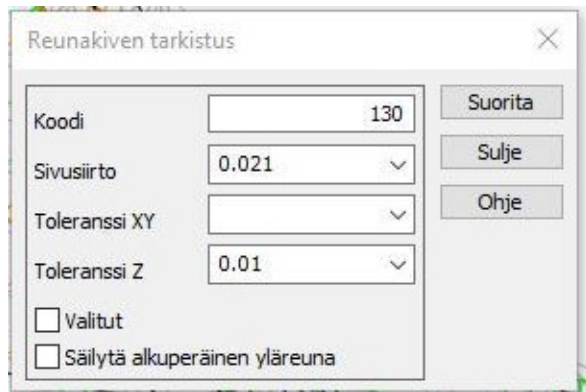 Reunakiven tarkistus
Koodi 130
Sivusiirto 0.021
Toleranssi XY
Toleranssi Z 0.01
Valitut
Säilytä alkuperäinen yläreuna
Suorita
Sulje
Ohje